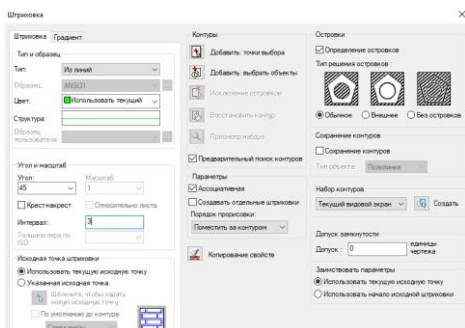 Штриховка
Штриховка Градиент
Тип и образец
Тип: Из линий
Образец: ANSI31
Цвет: Использовать текущий
Структура:
Образец пользователя:
Угол и масштаб
Угол: Масштаб:
45 1
Крест-накрест Относительно листа
Интервал: 3
Толщина пера по ISO:
Исходная точка штриховки
Использовать текущую исходную точку
Указанная исходная точка
Щёлкните, чтобы задать новую исходную точку
По умолчанию до контура
Контуры
Добавить: точки выбора
Добавить: выбрать объекты
Исключение островков
Восстановить контур
Просмотр набора
Предварительный поиск контуров
Параметры
Ассоциативная
Создавать отдельные штриховки
Порядок прорисовки:
Поместить за контуром
Копирование свойств
Островки
Определение островков
Тип решения островков :
Обычное Внешнее Без островков
Сохранение контуров
Сохранение контуров
Тип объекта: Полилиния
Набор контуров
Текущий видовой экран Создать
Допуск замкнутости
Допуск : 0 единицы чертежа
Заимствовать параметры
Использовать текущую исходную точку
Использовать начало исходной штриховки